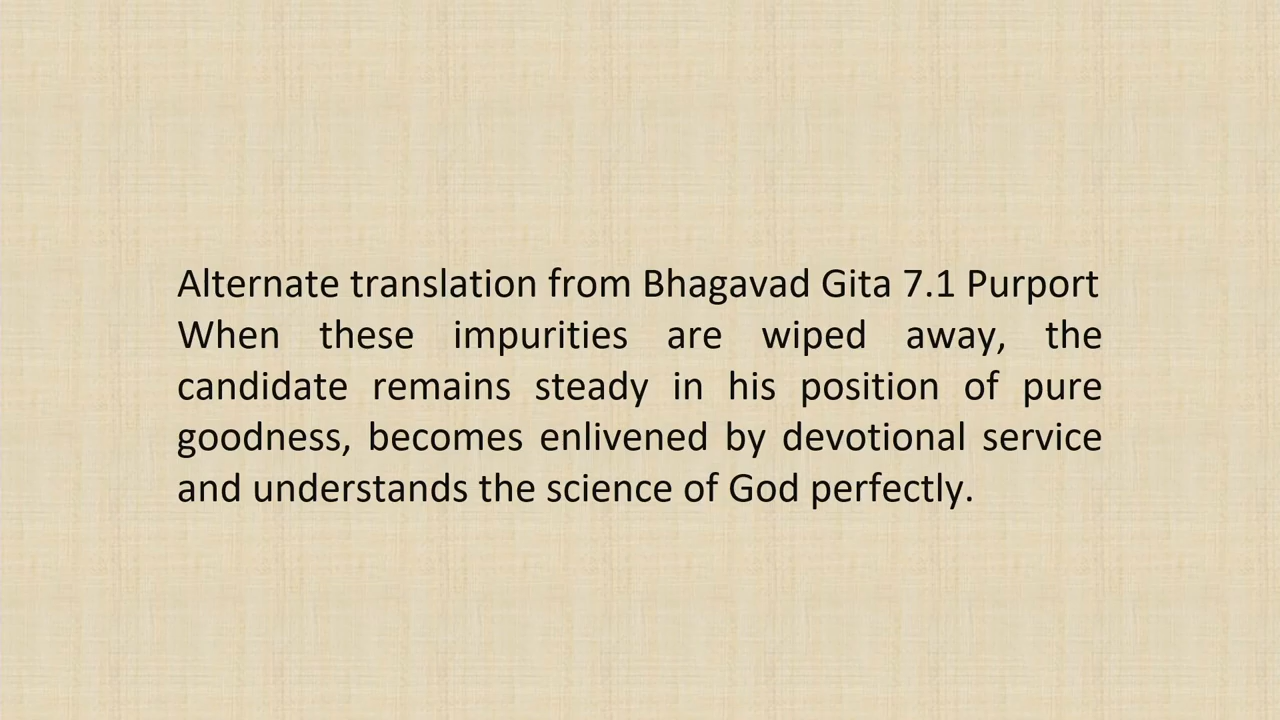 Alternate translation from Bhagavad Gita 7.1 Purport
When these impurities are wiped away, the
candidate remains steady in his position of pure
goodness, becomes enlivened by devotional service
and understands the science of God perfectly.